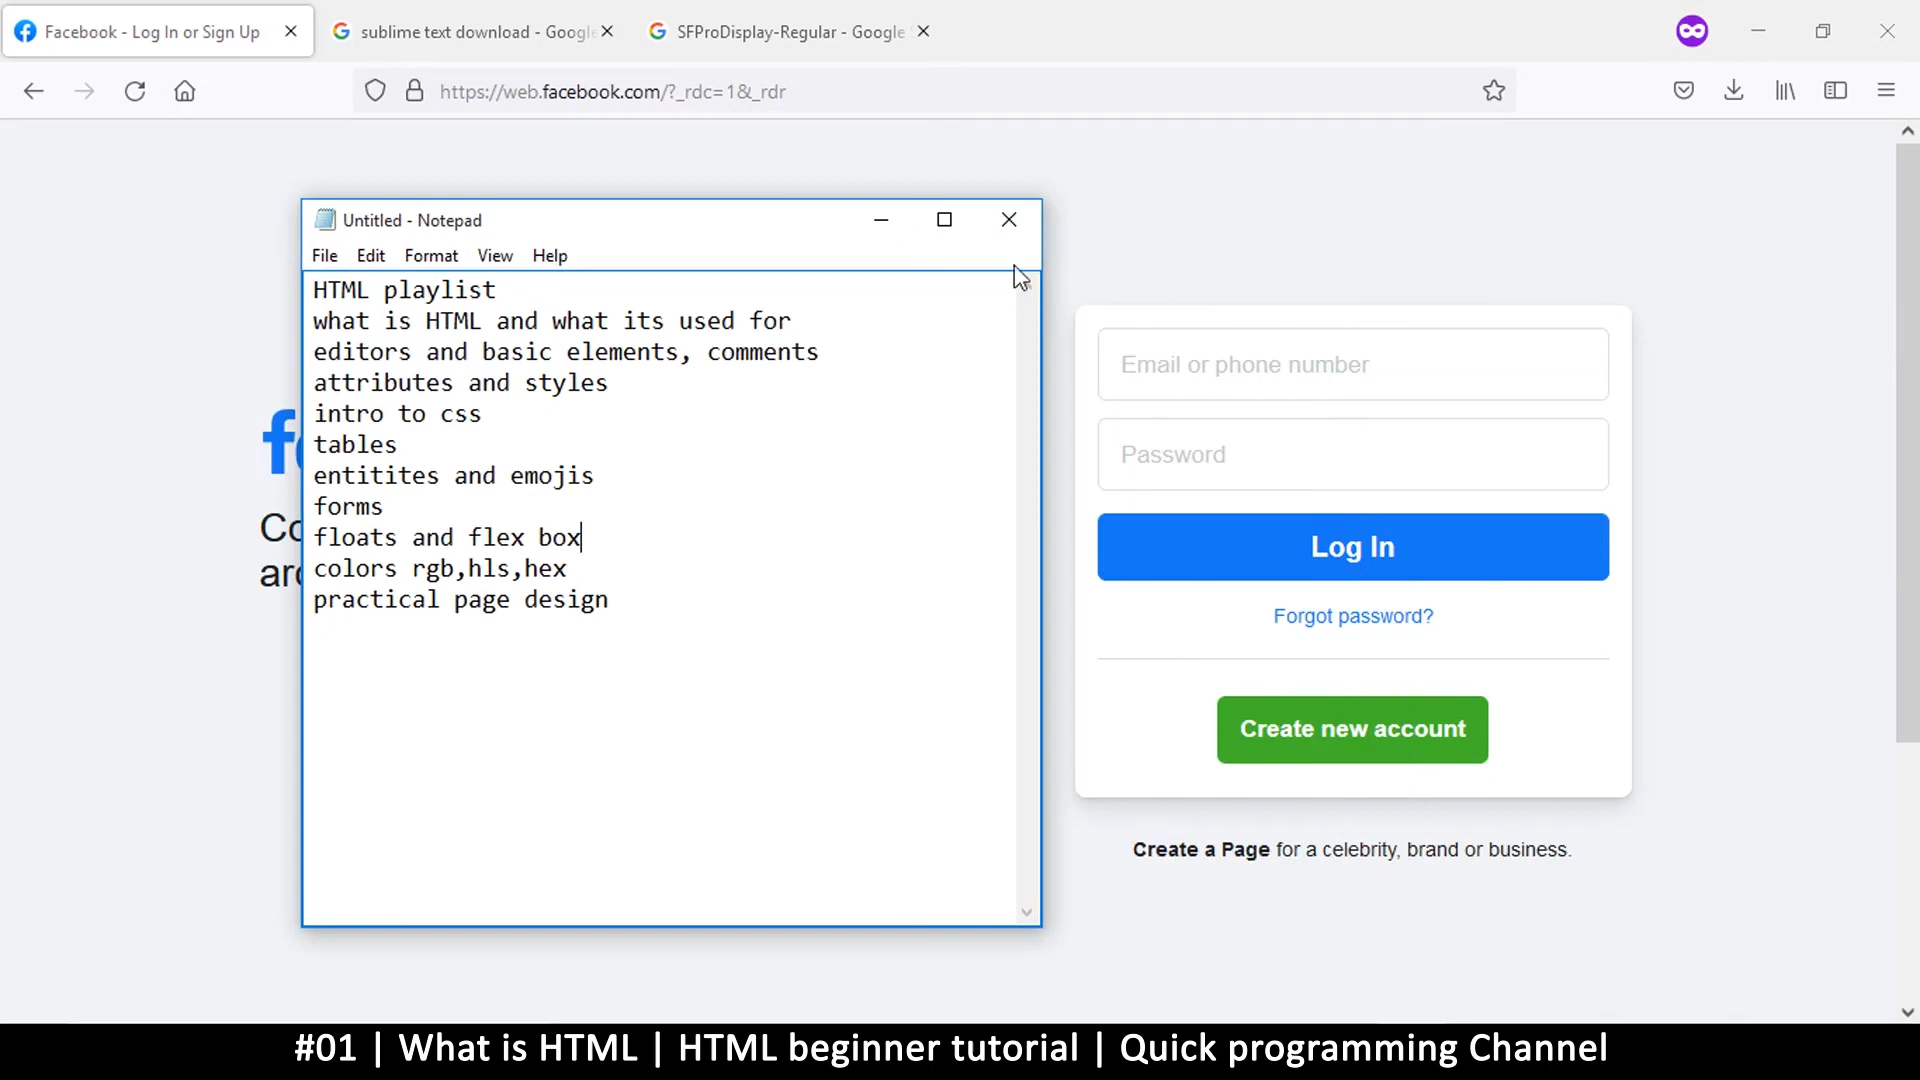 Facebook - Log In or Sign Up
sublime text download - Google
SFProDisplay-Regular - Google
https://web.facebook.com/?_rdc=1&_rdr
Untitled - Notepad
File Edit Format View Help
HTML playlist
what is HTML and what its used for
editors and basic elements, comments
attributes and styles
intro to css
tables
entitites and emojis
forms
floats and flex box
colors rgb,hls,hex
practical page design
Email or phone number
Password
Log In
Forgot password?
Create new account
Create a Page for a celebrity, brand or business.
#01 | What is HTML | HTML beginner tutorial | Quick programming Channel